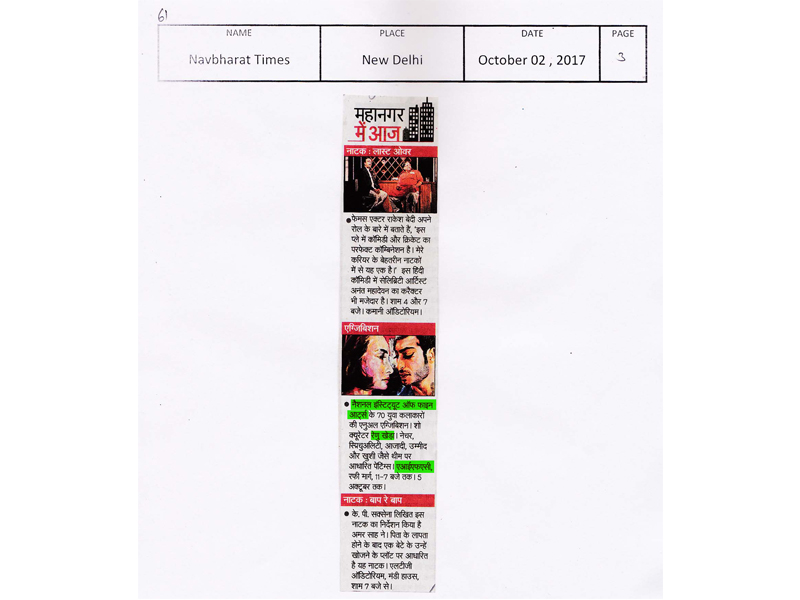 61
NAME PLACE DATE PAGE
Navbharat Times New Delhi October 02 , 2017 3
महानगर
में आज
नाटक : लास्ट ओवर
फेमस एक्टर राकेश बेदी अपने
रोल के बारे में बताते हैं, 'इस
प्ले में कॉमिडी और क्रिकेट का
परफेक्ट कॉम्बिनेशन है। मेरे
करियर के बेहतरीन नाटकों
में से यह एक है।' इस हिंदी
कॉमिडी में सेलिब्रिटी आर्टिस्ट
अनंत महादेवन का करैक्टर
भी मजेदार है। शाम 4 और 7
बजे। कमानी ऑडिटोरियम।
एग्जिबिशन
नैशनल इंस्टिट्यूट ऑफ फाइन
आर्ट्स के 70 युवा कलाकारों
की एनुअल एग्जिबिशन। शो
क्यूरेटर रेनू खेड़ा। नेचर,
स्प्रिचुअलिटी, आजादी, उम्मीद
और खुशी जैसे थीम पर
आधारित पेंटिंग्स। एआईएफएसी,
रफी मार्ग, 11-7 बजे तक। 5
अक्टूबर तक।
नाटक : बाप रे बाप
के. पी. सक्सेना लिखित इस
नाटक का निर्देशन किया है
अमर साह ने। पिता के लापता
होने के बाद एक बेटे के उन्हें
खोजने के प्लॉट पर आधारित
है यह नाटक। एलटीजी
ऑडिटोरियम, मंडी हाउस,
शाम 7 बजे से।